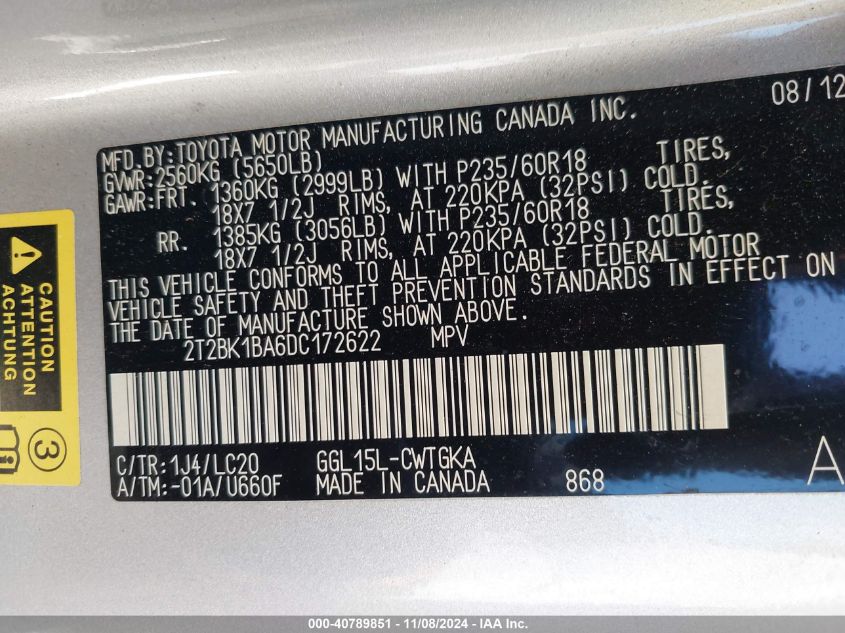 08/12
MFD.BY:TOYOTA MOTOR MANUFACTURING CANADA INC.
GVWR:2560KG (5650LB)
GAWR:FRT. 1360KG (2999LB) WITH P235/60R18 TIRES,
18X7 1/2J RIMS, AT 220KPA (32PSI) COLD.
RR. 1385KG (3056LB) WITH P235/60R18 TIRES,
18X7 1/2J RIMS, AT 220KPA (32PSI) COLD.
THIS VEHICLE CONFORMS TO ALL APPLICABLE FEDERAL MOTOR
VEHICLE SAFETY AND THEFT PREVENTION STANDARDS IN EFFECT ON
THE DATE OF MANUFACTURE SHOWN ABOVE.
2T2BK1BA6DC172622 MPV
C/TR:1J4/LC20 GGL15L-CWTGKA
A/TM:-01A/U660F MADE IN CANADA 868
A
CAUTION
ATTENTION
ACHTUNG
3
000-40789851 - 11/08/2024 - IAA Inc.